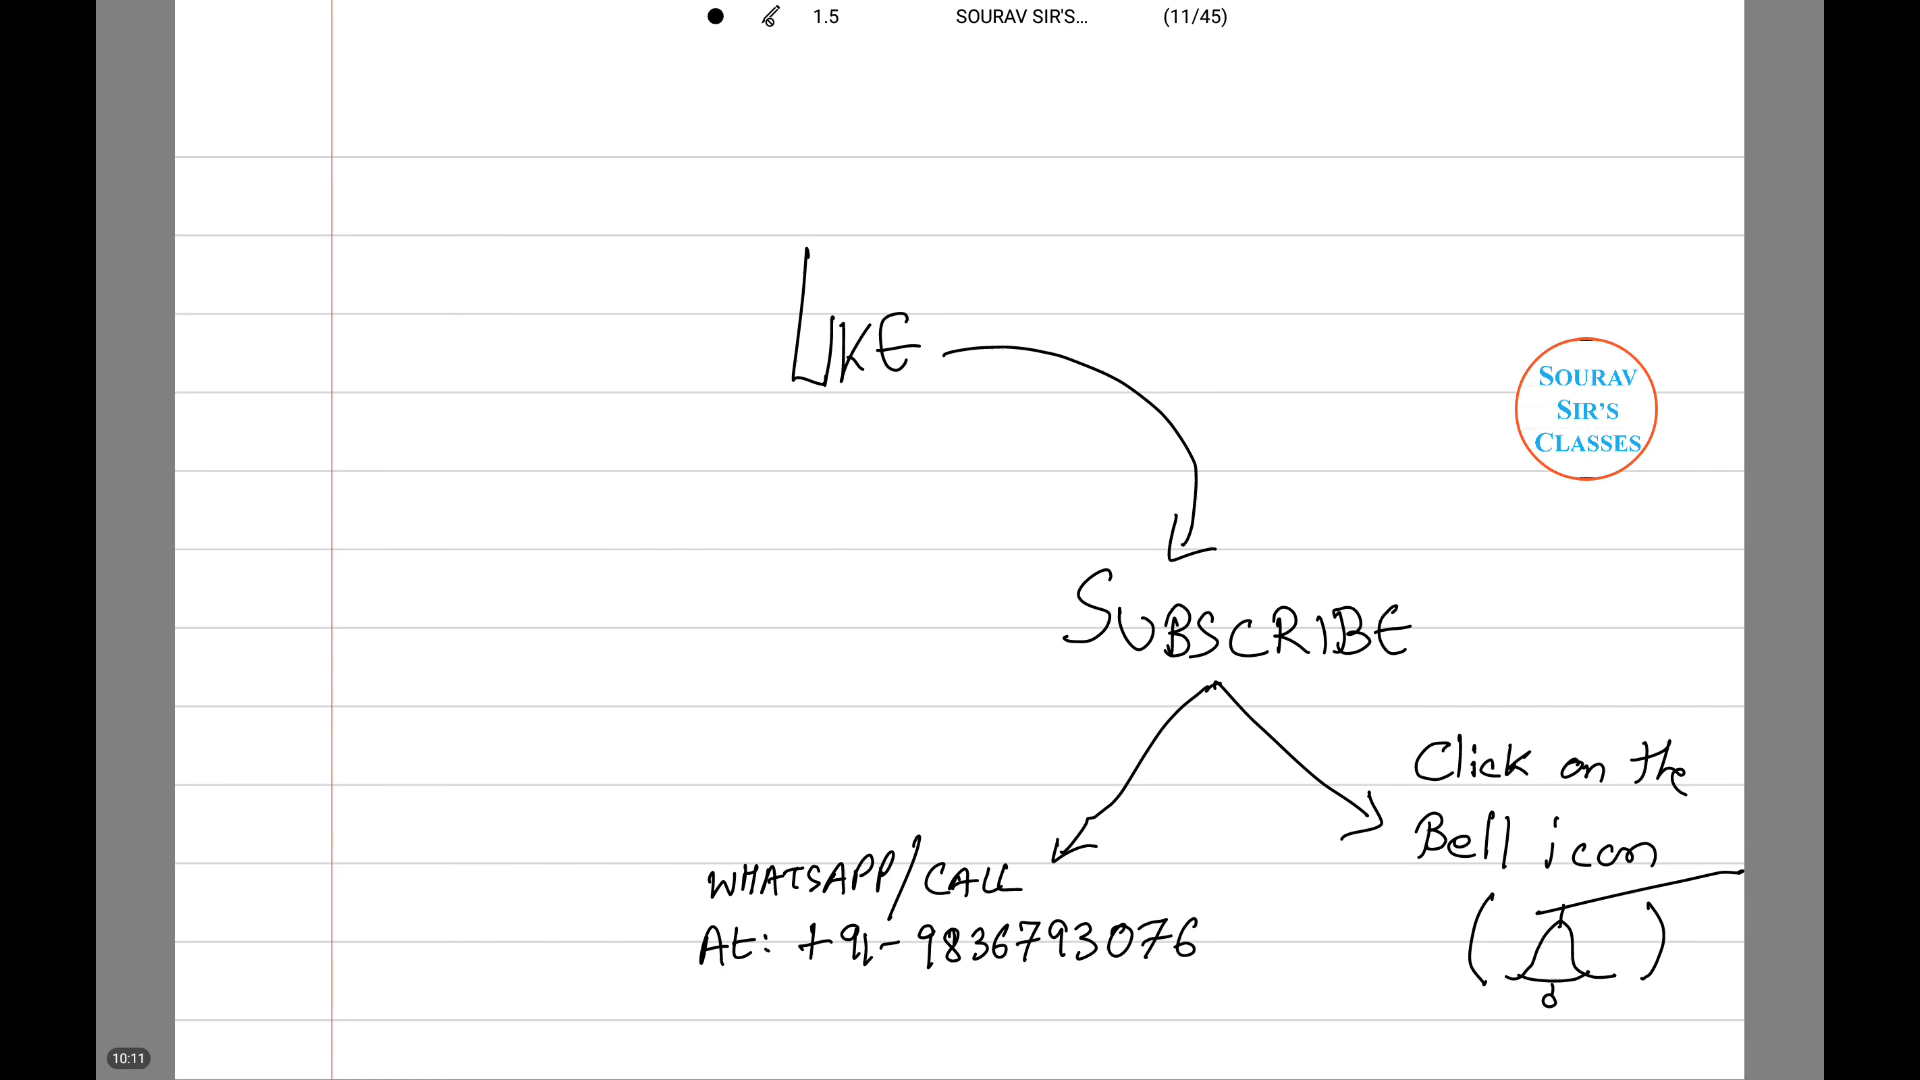 1.5 SOURAV SIR'S... (11/45)
LIKE
SOURAV
SIR'S
CLASSES
SUBSCRIBE
Click on the
Bell icon
WHATSAPP/CALL
At: +91-9836793076
10:11